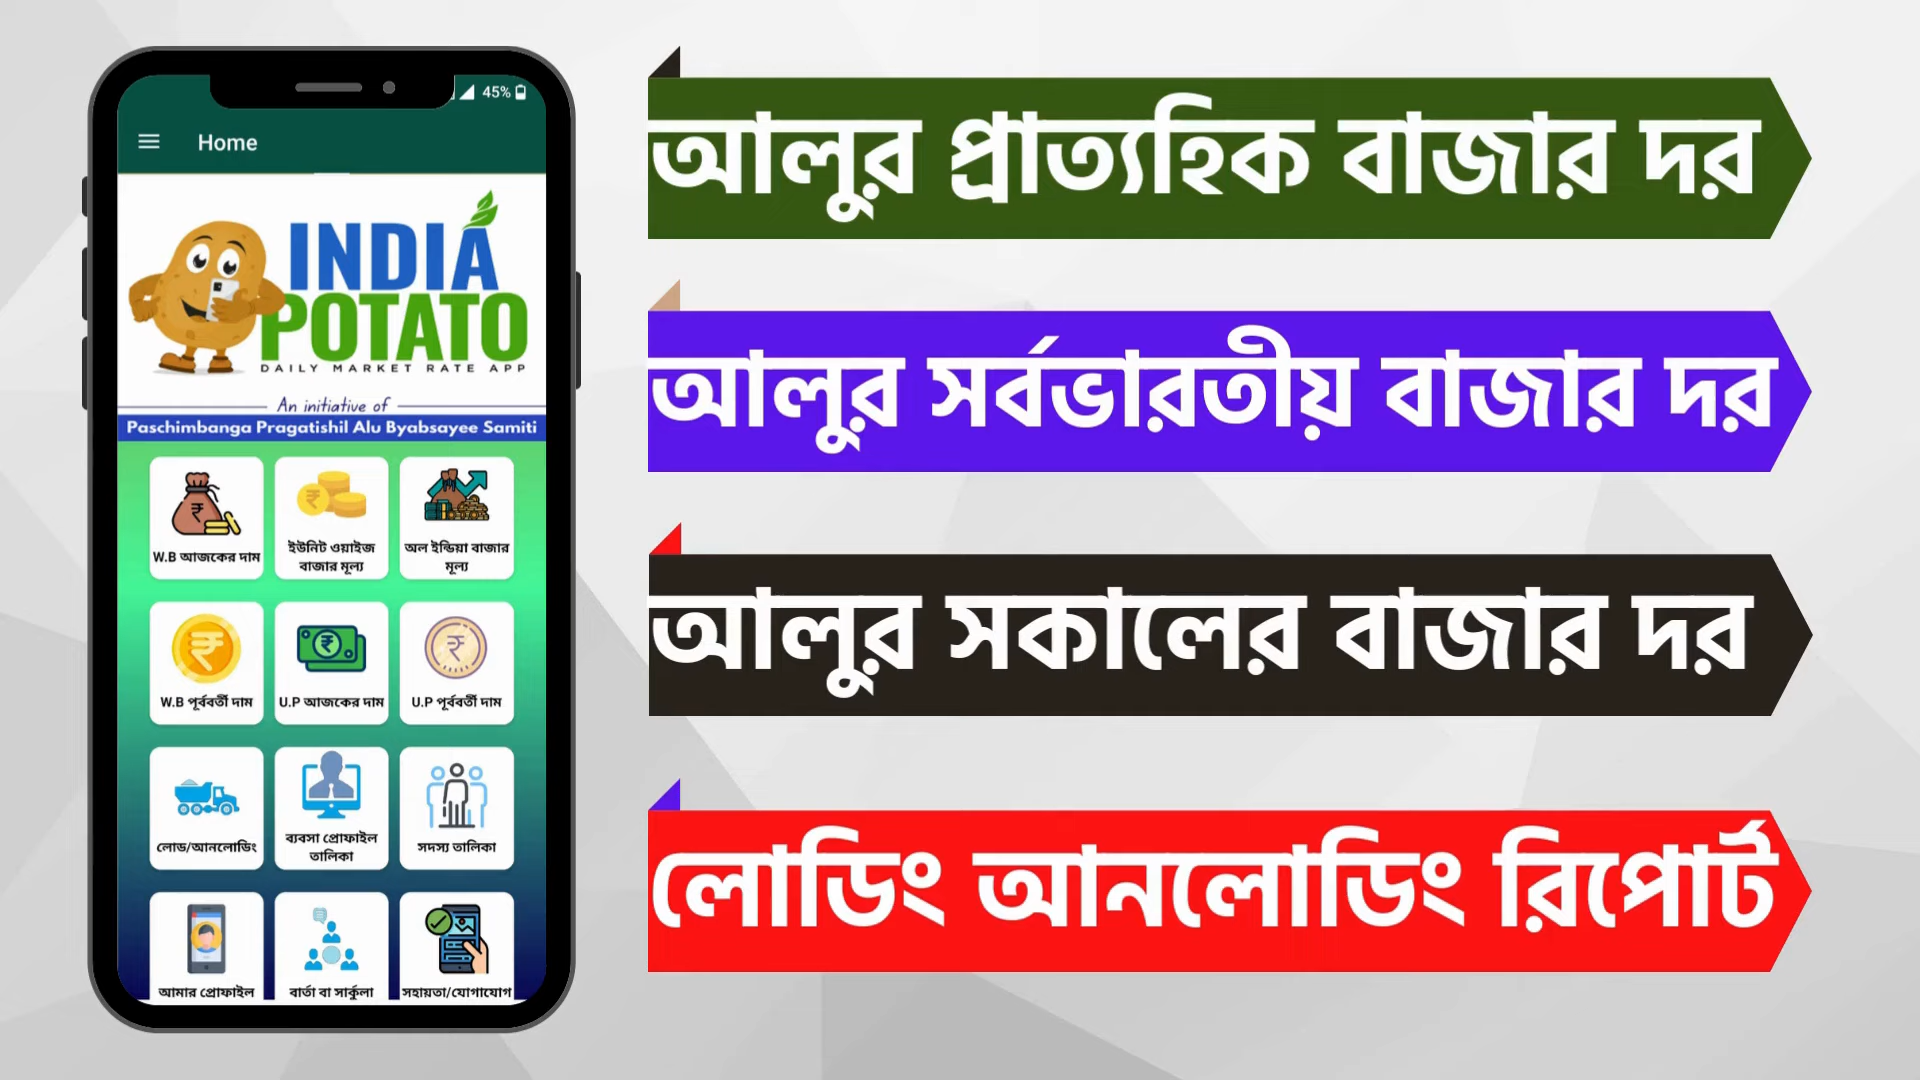 45%
Home
INDIA
POTATO
DAILY MARKET RATE APP
An initiative of
Paschimbanga Pragatishil Alu Byabsayee Samiti
W.B আজকের দাম
ইউনিট ওয়াইজ
বাজার মূল্য
অল ইন্ডিয়া বাজার
মূল্য
W.B পূর্ববর্তী দাম
U.P আজকের দাম
U.P পূর্ববর্তী দাম
লোড/আনলোডিং
ব্যবসা প্রোফাইল
তালিকা
সদস্য তালিকা
আমার প্রোফাইল
বার্তা বা সার্কুলা
সহায়তা/যোগাযোগ
আলুর প্রাত্যহিক বাজার দর
আলুর সর্বভারতীয় বাজার দর
আলুর সকালের বাজার দর
লোডিং আনলোডিং রিপোর্ট